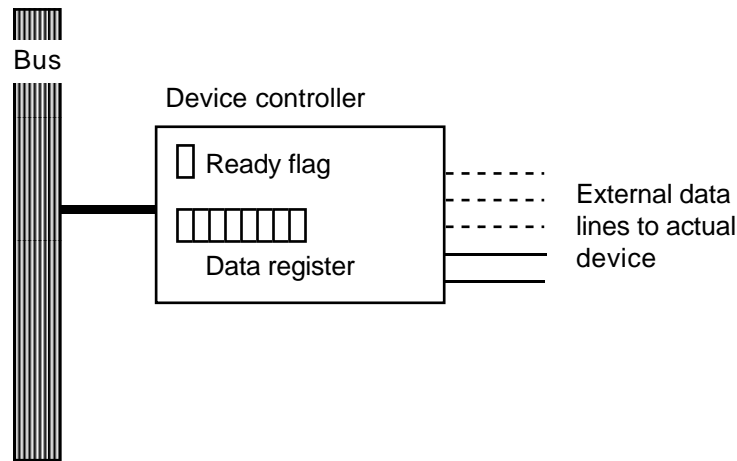 Bus
Device controller
Ready flag
Data register
External data
lines to actual
device